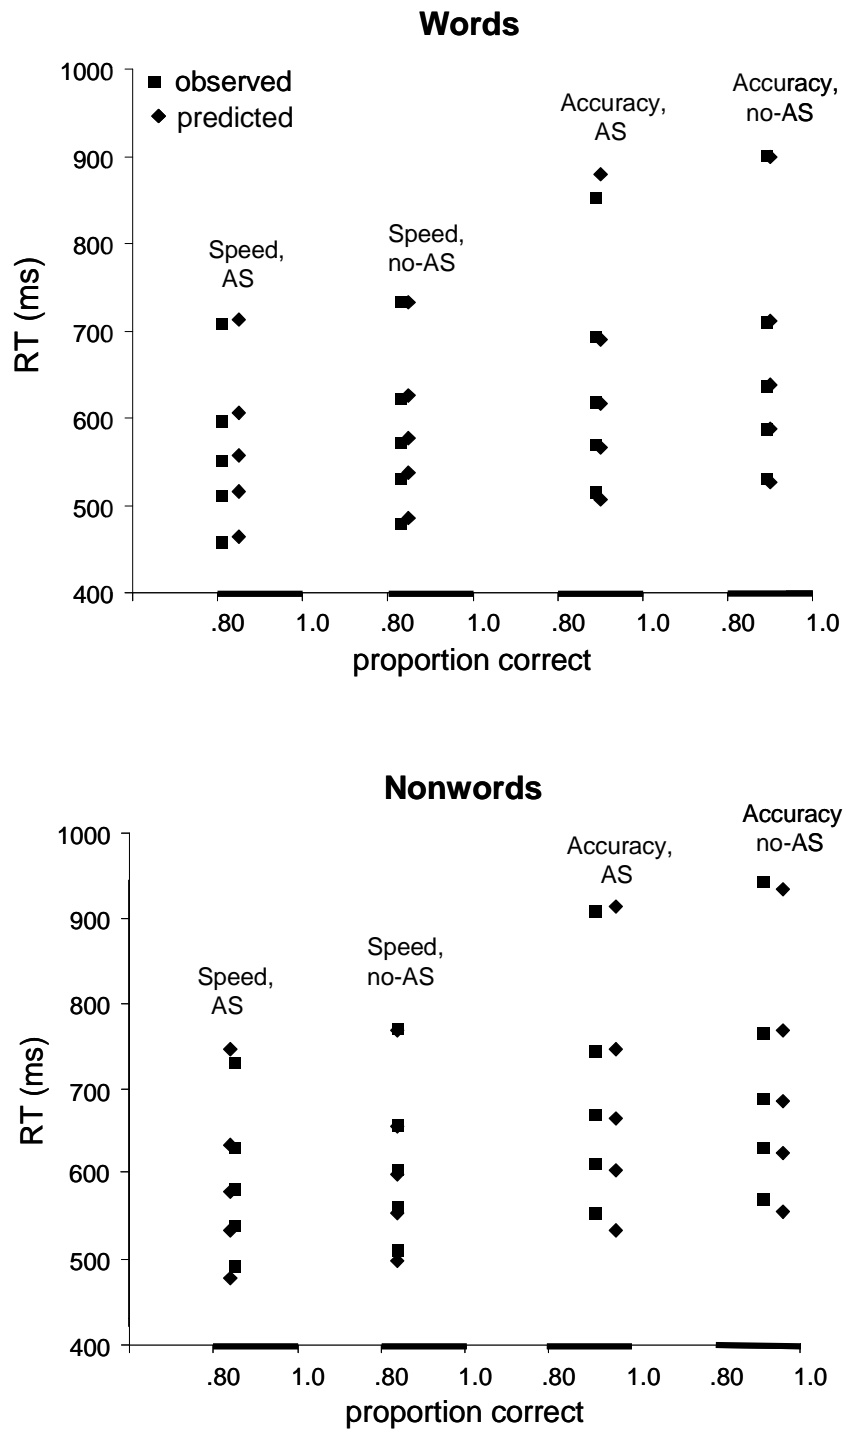 Words
1000
observed
predicted
Accuracy,
AS
Accuracy,
no-AS
900
800
Speed,
AS
Speed,
no-AS
RT (ms)
700
600
500
400
.80 1.0 .80 1.0 .80 1.0 .80 1.0
proportion correct
Nonwords
1000
Accuracy,
AS
Accuracy
no-AS
900
Speed,
AS
Speed,
no-AS
800
RT (ms)
700
600
500
400
.80 1.0 .80 1.0 .80 1.0 .80 1.0
proportion correct